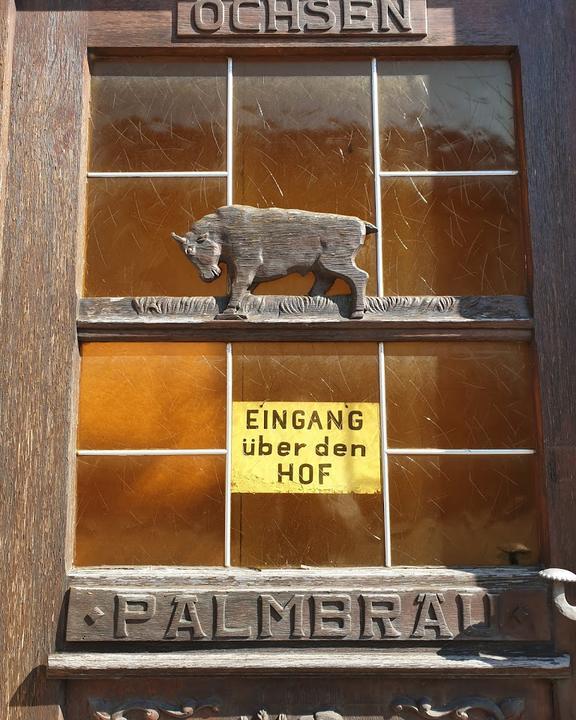 OCHSEN
EINGANG
über den
HOF
PALMBRÄU